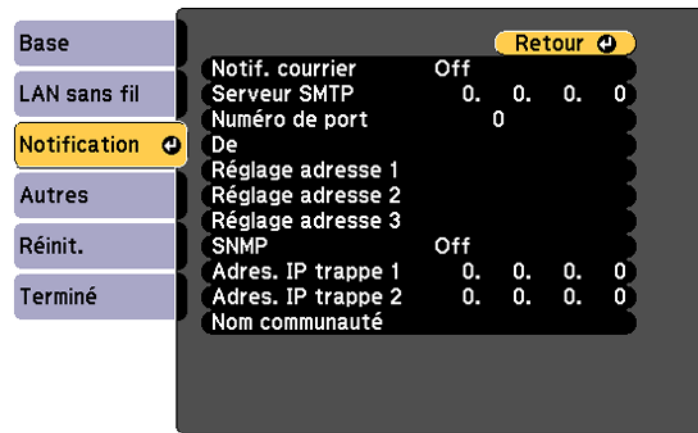 Base
LAN sans fil
Notification
Autres
Réinit.
Terminé
Retour
Notif. courrier Off
Serveur SMTP 0. 0. 0. 0
Numéro de port 0
De
Réglage adresse 1
Réglage adresse 2
Réglage adresse 3
SNMP Off
Adres. IP trappe 1 0. 0. 0. 0
Adres. IP trappe 2 0. 0. 0. 0
Nom communauté